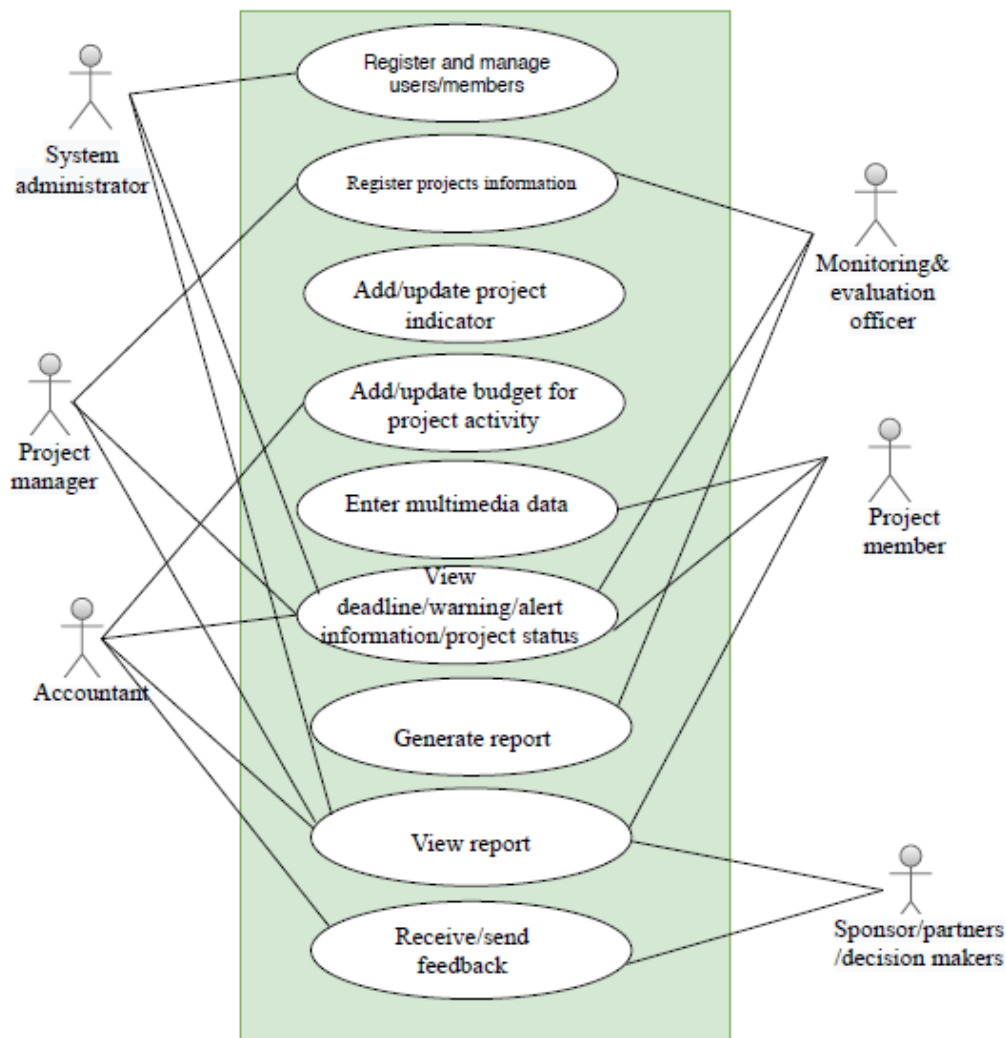 Register and manage
users/members
System
administrator
Register projects information
Monitoring&
evaluation
officer
Add/update project
indicator
Add/update budget for
project activity
Project
manager
Enter multimedia data
Project
member
View
deadline/warning/alert
information/project status
Accountant
Generate report
View report
Receive/send
feedback
Sponsor/partners
/decision makers